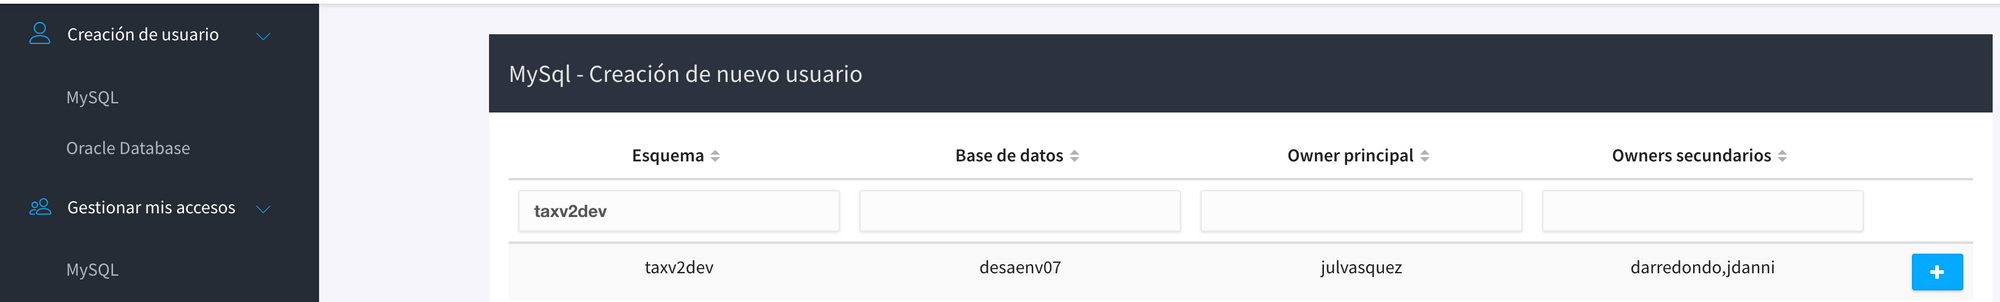 Creación de usuario
MySQL
Oracle Database
Gestionar mis accesos
MySQL
MySql - Creación de nuevo usuario
Esquema Base de datos Owner principal Owners secundarios
taxv2dev
taxv2dev desaenv07 julvasquez darredondo,jdanni +